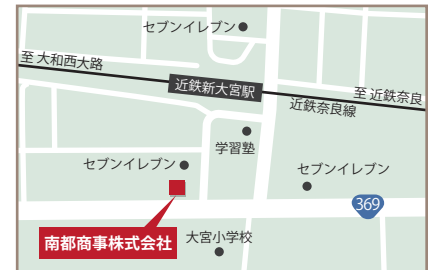 セブンイレブン
至 大和西大路
近鉄新大宮駅
至 近鉄奈良
近鉄奈良線
学習塾
セブンイレブン
セブンイレブン
369
南都商事株式会社
大宮小学校